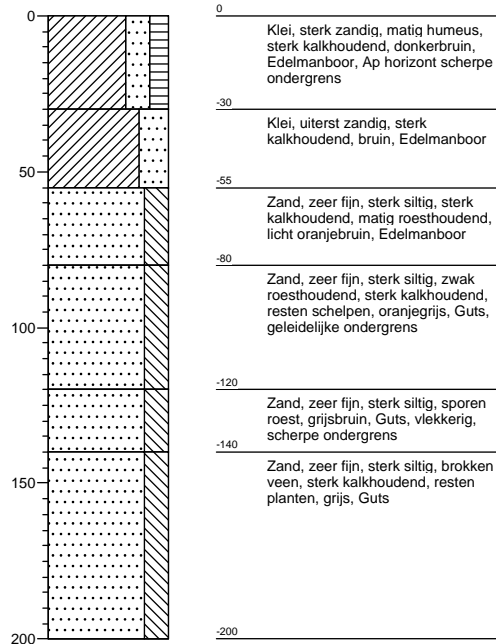 0
50
100
150
200
0
Klei, sterk zandig, matig humeus,
sterk kalkhoudend, donkerbruin,
Edelmanboor, Ap horizont scherpe
ondergrens
-30
Klei, uiterst zandig, sterk
kalkhoudend, bruin, Edelmanboor
-55
Zand, zeer fijn, sterk siltig, sterk
kalkhoudend, matig roesthoudend,
licht oranjebruin, Edelmanboor
-80
Zand, zeer fijn, sterk siltig, zwak
roesthoudend, sterk kalkhoudend,
resten schelpen, oranjegrijs, Guts,
geleidelijke ondergrens
-120
Zand, zeer fijn, sterk siltig, sporen
roest, grijsbruin, Guts, vlekkerig,
scherpe ondergrens
-140
Zand, zeer fijn, sterk siltig, brokken
veen, sterk kalkhoudend, resten
planten, grijs, Guts
-200